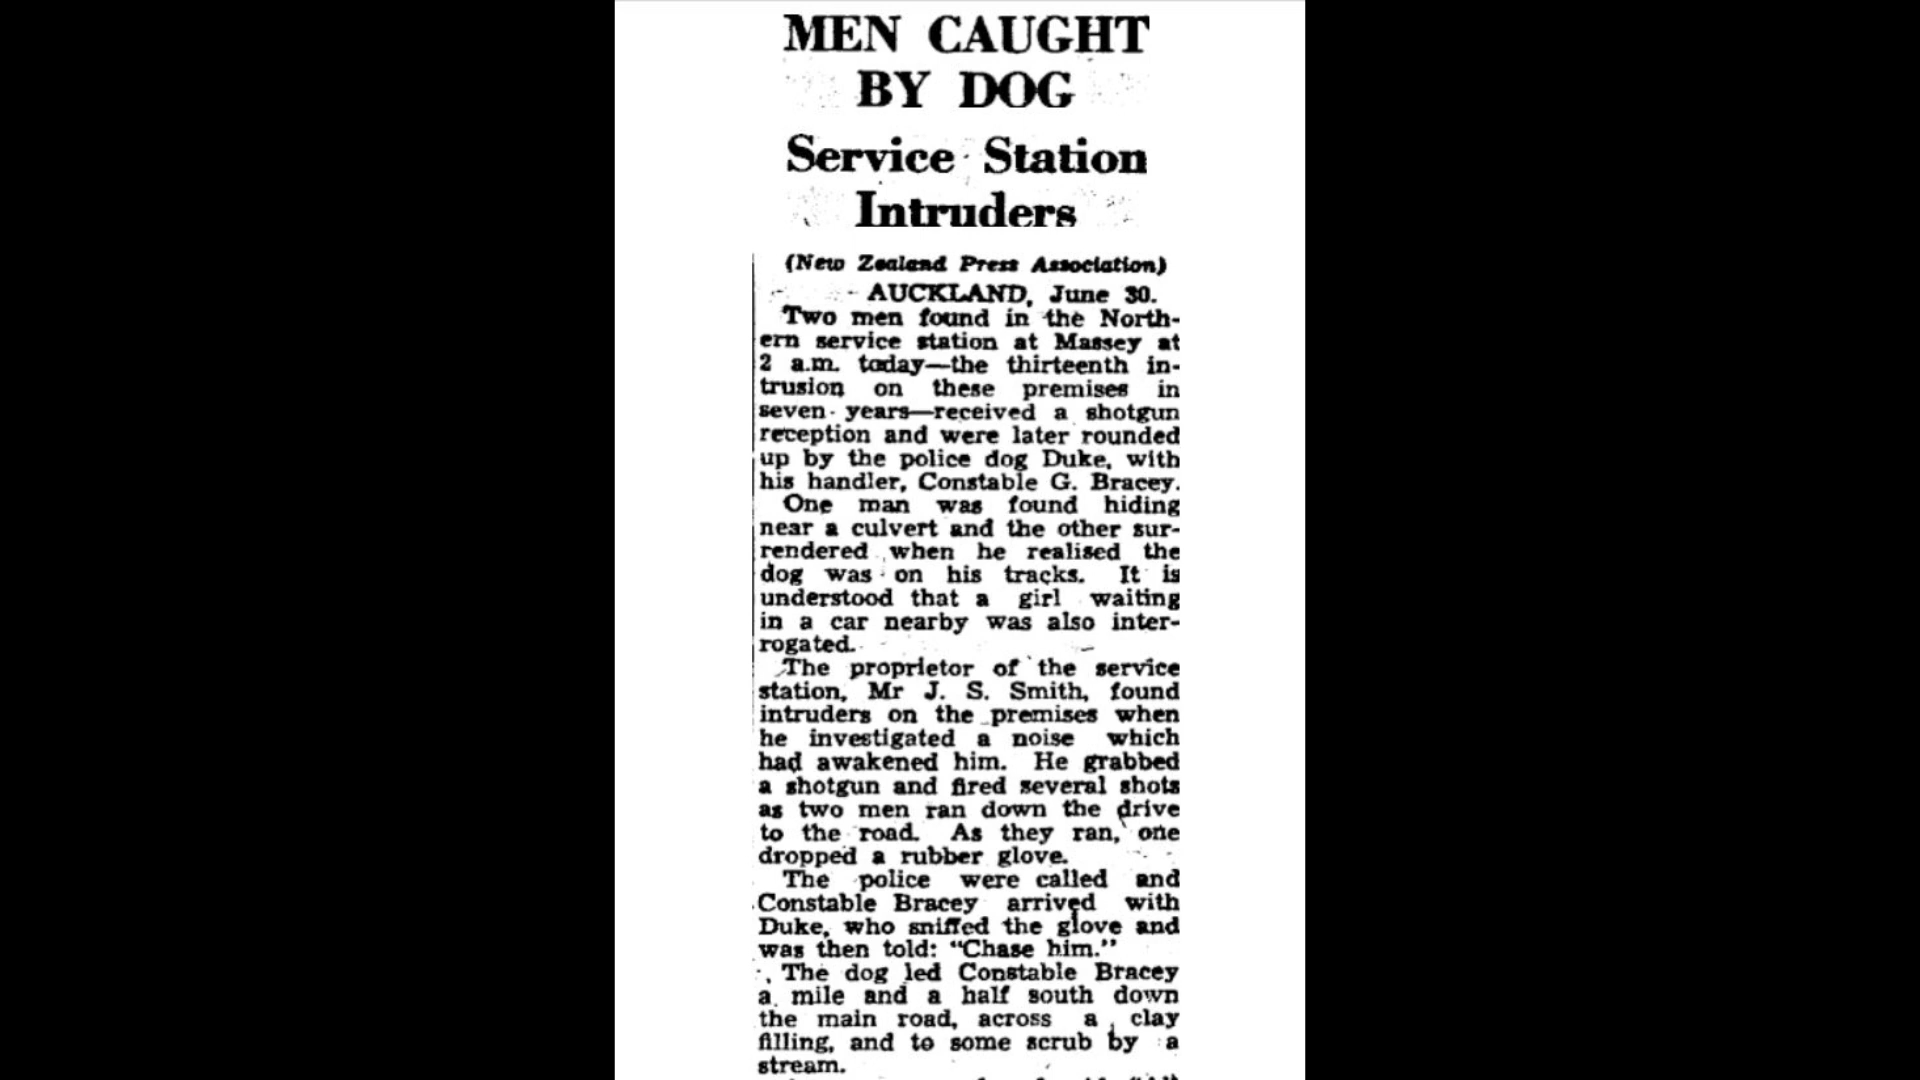 MEN CAUGHT
BY DOG
Service Station
Intruders
(New Zealand Press Association)
AUCKLAND, June 30.
Two men found in the North-
ern service station at Massey at
2 a.m. today—the thirteenth in-
trusion on these premises in
seven years—received a shotgun
reception and were later rounded
up by the police dog Duke, with
his handler, Constable G. Bracey.
One man was found hiding
near a culvert and the other sur-
rendered when he realised the
dog was on his tracks. It is
understood that a girl waiting
in a car nearby was also inter-
rogated.
The proprietor of the service
station, Mr J. S. Smith, found
intruders on the premises when
he investigated a noise which
had awakened him. He grabbed
a shotgun and fired several shots
as two men ran down the drive
to the road. As they ran, one
dropped a rubber glove.
The police were called and
Constable Bracey arrived with
Duke, who sniffed the glove and
was then told: “Chase him.”
The dog led Constable Bracey
a mile and a half south down
the main road, across a clay
filling, and to some scrub by a
stream.